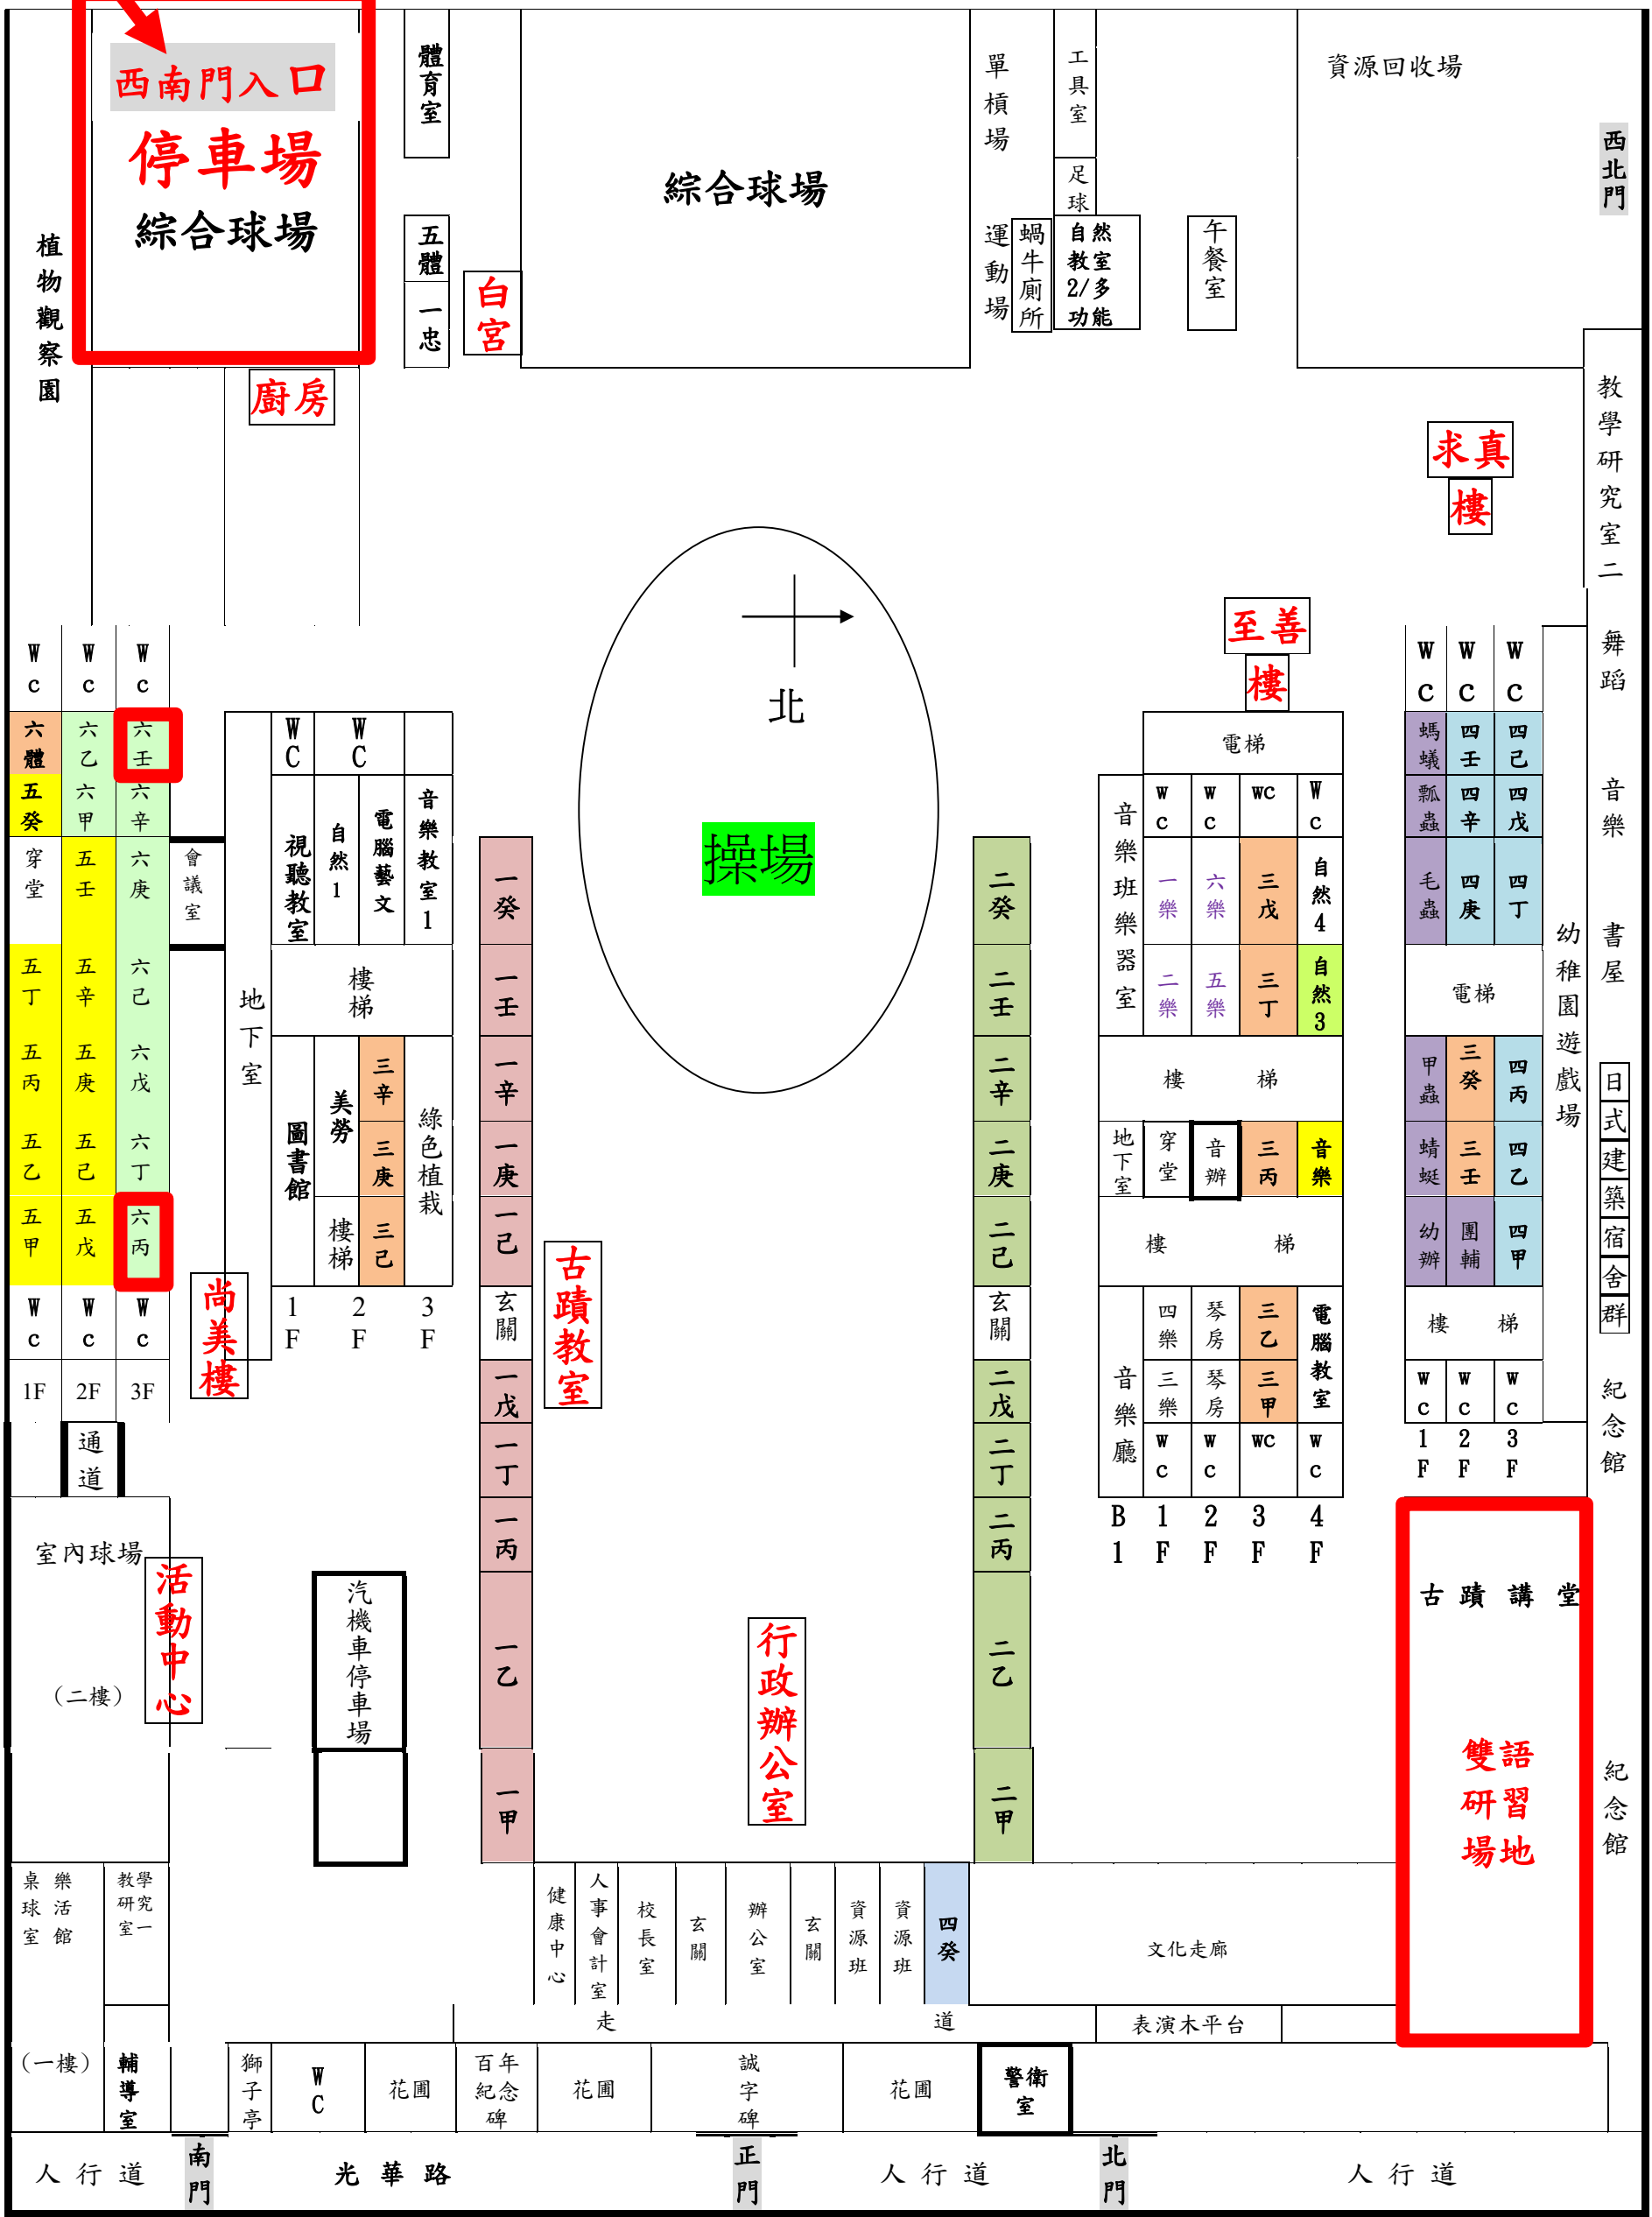 西南門入口
停車場
綜合球場
植物觀察園
體育室
五體
一忠
白宮
廚房
綜合球場
單槓場
運動場
工具室
足球
蝸牛廁所
自然
教室
2/多
功能
午餐室
資源回收場
西北門
教學研究室二
求真
樓
至善
樓
北
操場
Wc
Wc
Wc
六體
六乙
六壬
五癸
六甲
六辛
穿堂
五壬
六庚
會議室
五丁
五辛
六己
五丙
五庚
六戊
五乙
五己
六丁
五甲
五戊
六丙
Wc
Wc
Wc
1F
2F
3F
尚美樓
地下室
WC
WC
視聽教室
自然1
電腦藝文
音樂教室1
樓梯
圖書館
美勞
三辛
三庚
綠色植栽
樓梯
三己
1F
2F
3F
一癸
一壬
一辛
一庚
一己
玄關
一戊
一丁
一丙
一乙
一甲
古蹟教室
行政辦公室
二癸
二壬
二辛
二庚
二己
玄關
二戊
二丁
二丙
二乙
二甲
電梯
音樂班樂器室
Wc
Wc
WC
Wc
一樂
六樂
三戊
自然4
二樂
五樂
三丁
自然3
樓 梯
地下室
穿堂
音辦
三丙
音樂
樓 梯
音樂廳
四樂
琴房
三乙
電腦教室
三樂
琴房
三甲
Wc
Wc
WC
Wc
B1
1F
2F
3F
4F
WC
WC
WC
螞蟻
四壬
四己
瓢蟲
四辛
四戊
毛蟲
四庚
四丁
電梯
甲蟲
三癸
四丙
蜻蜓
三壬
四乙
幼辦
團輔
四甲
樓 梯
Wc
Wc
Wc
1F
2F
3F
幼稚園遊戲場
舞蹈
音樂
書屋
日式建築宿舍群
紀念館
紀念館
通道
室內球場
(二樓)
活動中心
汽機車停車場
古蹟講堂
雙語
研習
場地
桌球室
樂活館
教學
研究
室一
健康中心
人事會計室
校長室
玄關
辦公室
玄關
資源班
資源班
四癸
文化走廊
走 道
表演木平台
(一樓)
輔導室
獅子亭
WC
花圃
百年
紀念
碑
花圃
誠字碑
花圃
警衛
室
人行道
南門
光華路
正門
人行道
北門
人行道